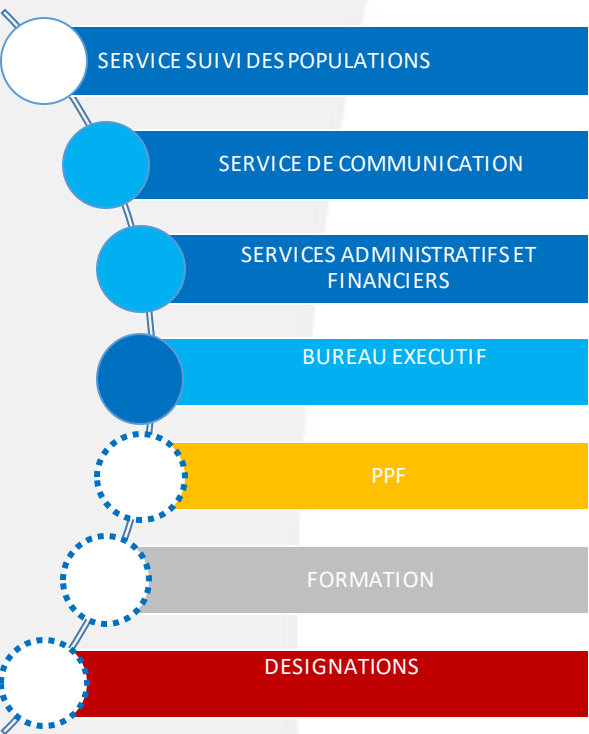 SERVICE SUIVI DES POPULATIONS
SERVICE DE COMMUNICATION
SERVICES ADMINISTRATIFS ET
FINANCIERS
BUREAU EXECUTIF
PPF
FORMATION
DESIGNATIONS